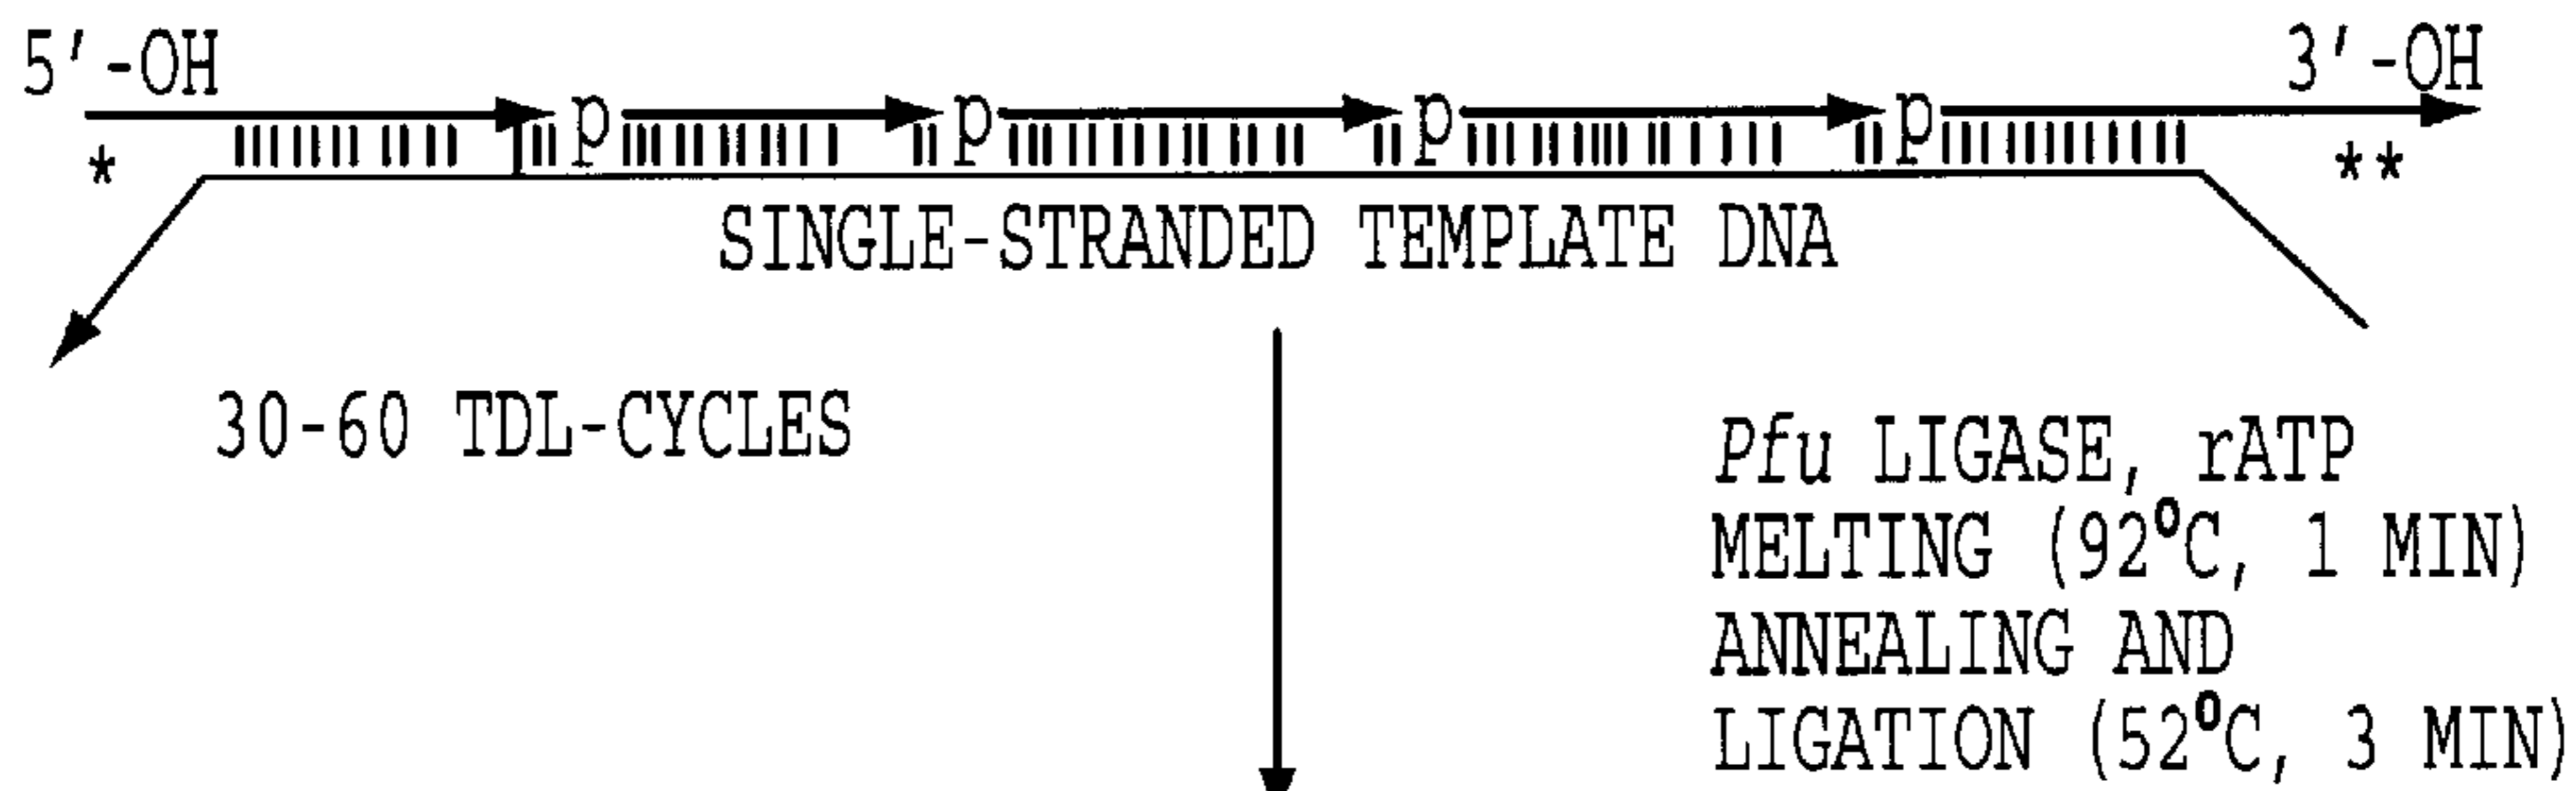 5'-OH 3'-OH
p p p p
* **
SINGLE-STRANDED TEMPLATE DNA
30-60 TDL-CYCLES
Pfu LIGASE, rATP
MELTING (92°C, 1 MIN)
ANNEALING AND
LIGATION (52°C, 3 MIN)